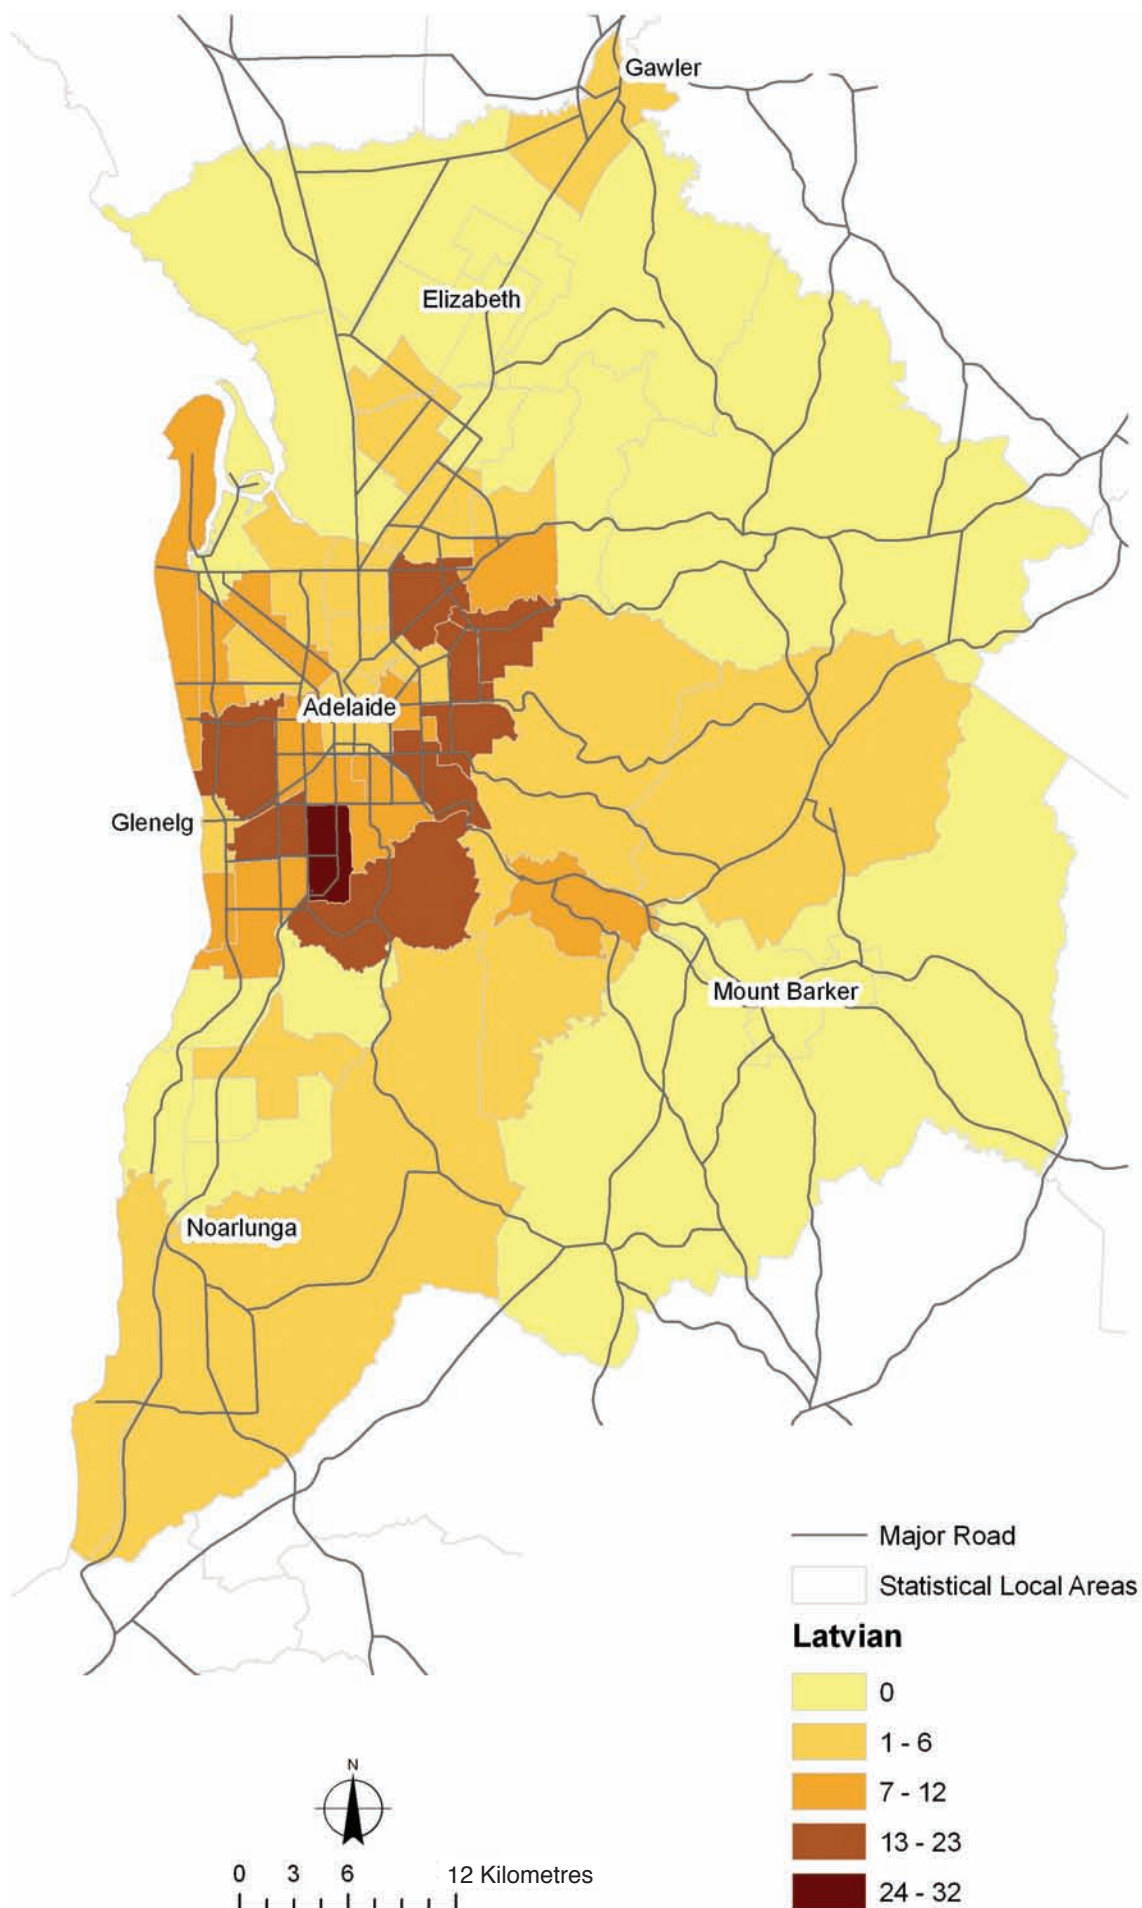 Gawler
Elizabeth
Adelaide
Glenelg
Mount Barker
Noarlunga
Major Road
Statistical Local Areas
Latvian
0
1 - 6
7 - 12
13 - 23
24 - 32
N
0 3 6 12 Kilometres